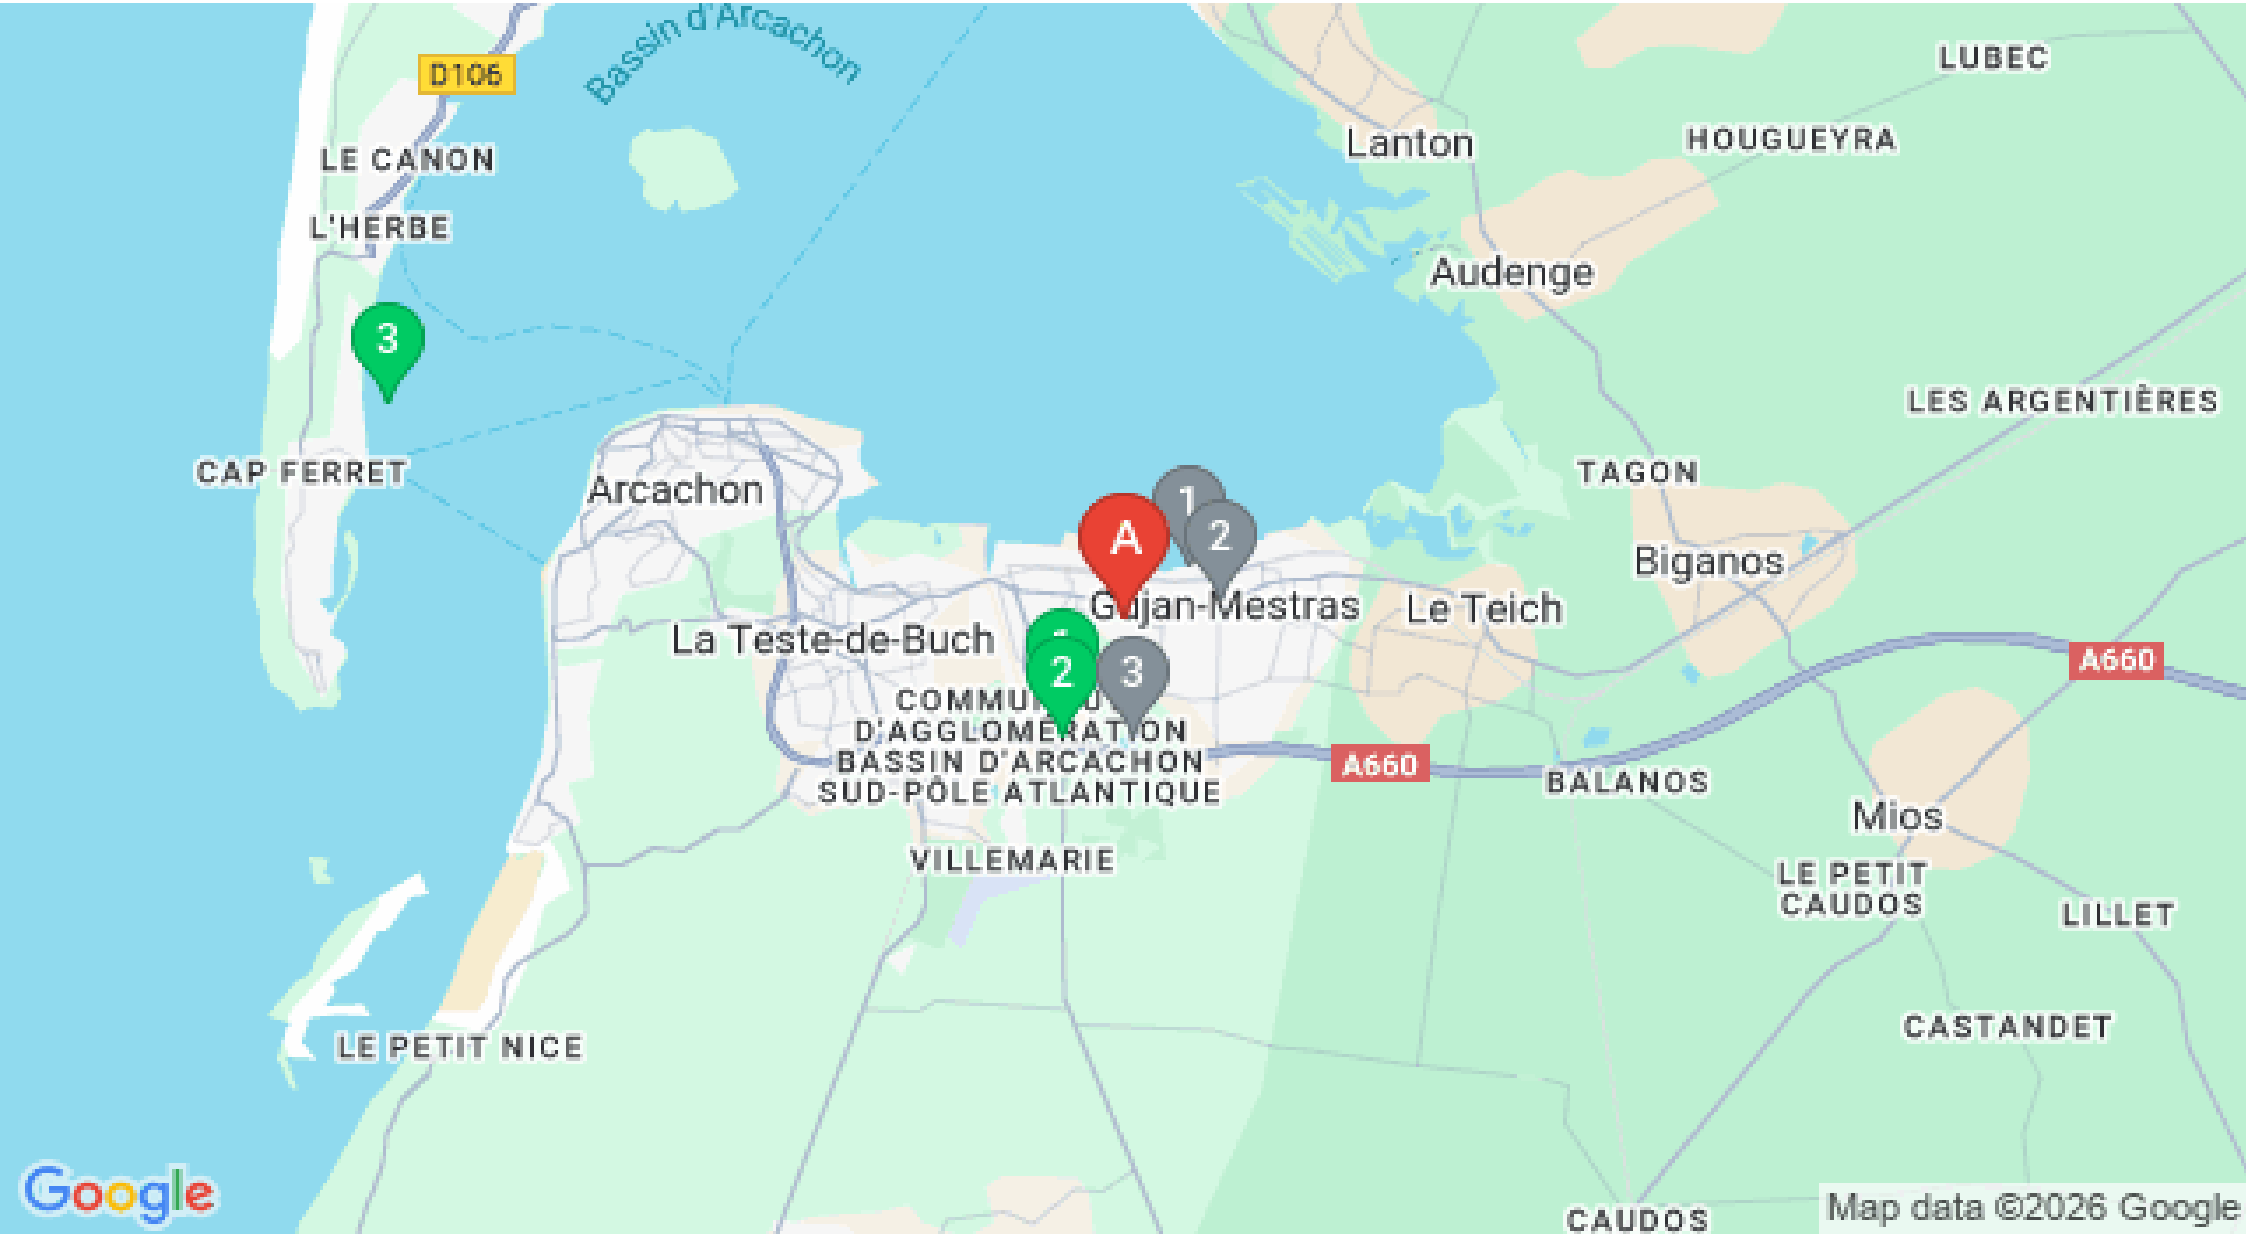 Bassin d'Arcachon
D106
LUBEC
Lanton
HOUGUEYRA
LE CANON
L'HERBE
Audenge
3
LES ARGENTIÈRES
CAP FERRET
TAGON
Arcachon
1
A
2
Biganos
Gujan-Mestras
Le Teich
La Teste-de-Buch
2
3
A660
COMMUNAUTÉ
D'AGGLOMÉRATION
BASSIN D'ARCACHON
SUD-PÔLE ATLANTIQUE
A660
BALANOS
Mios
VILLEMARIE
LE PETIT
CAUDOS
LILLET
CASTANDET
LE PETIT NICE
Google
CAUDOS
Map data ©2026 Google